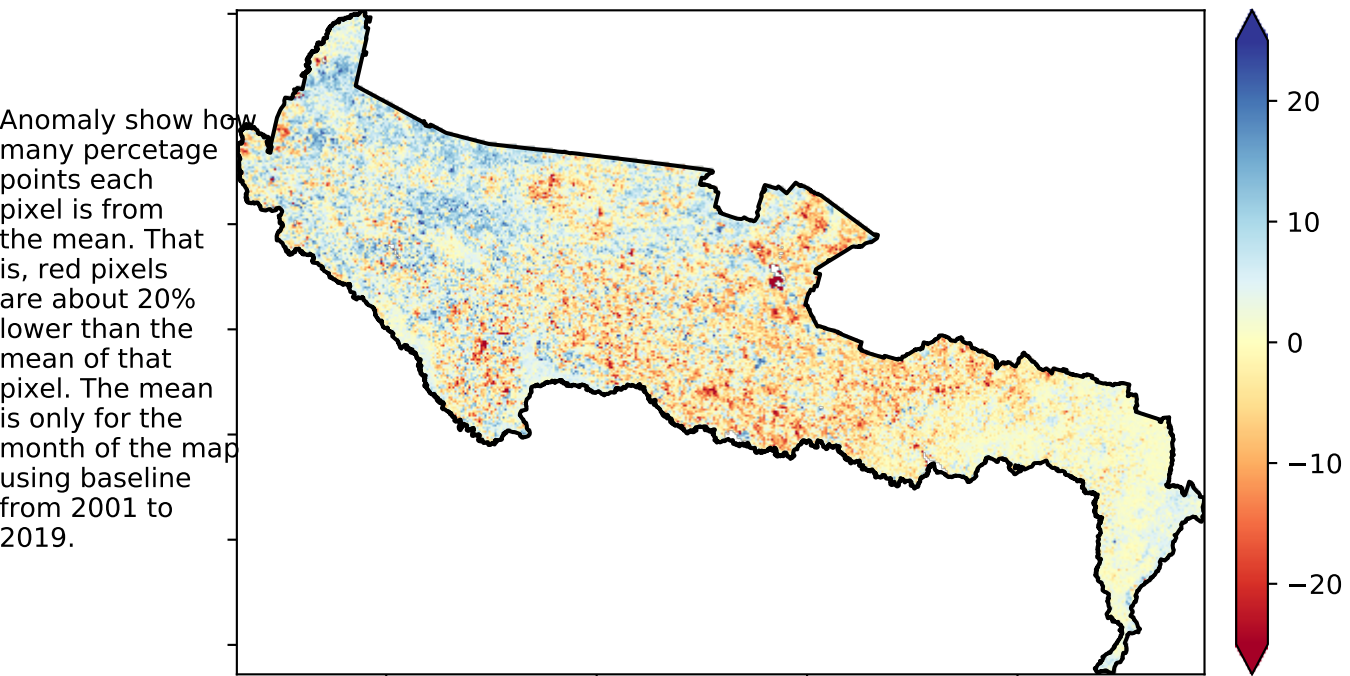 Anomaly show how
many percetage
points each
pixel is from
the mean. That
is, red pixels
are about 20%
lower than the
mean of that
pixel. The mean
is only for the
month of the map
using baseline
from 2001 to
2019.
20
10
0
−10
−20